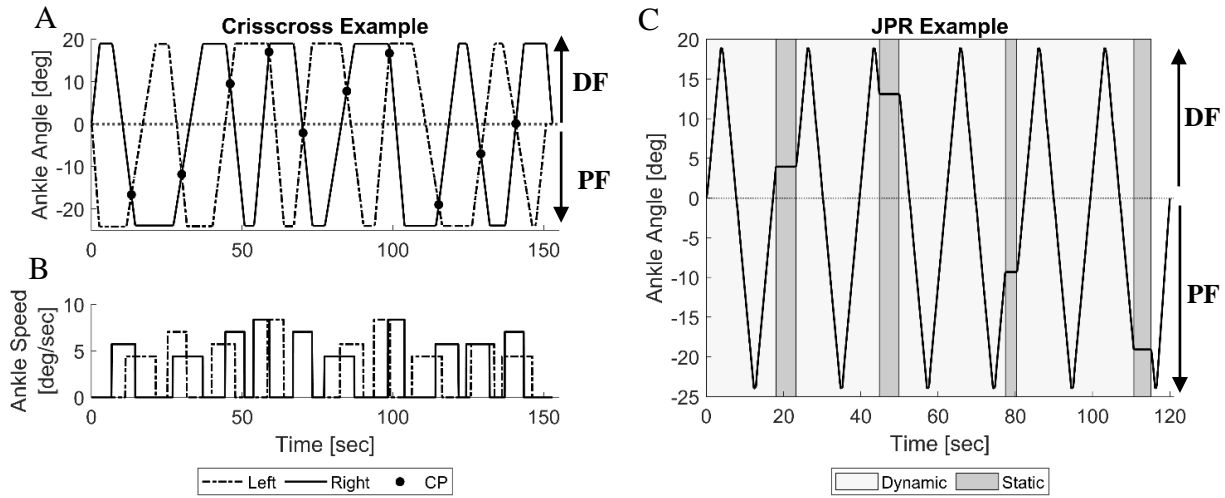 A
Crisscross Example
Ankle Angle [deg]
20
10
0
-10
-20
0
50
100
150
DF
PF
B
Ankle Speed
[deg/sec]
10
5
0
0
50
100
150
Time [sec]
Left
Right
CP
C
JPR Example
Ankle Angle [deg]
20
15
10
5
0
-5
-10
-15
-20
-25
0
20
40
60
80
100
120
Time [sec]
DF
PF
Dynamic
Static